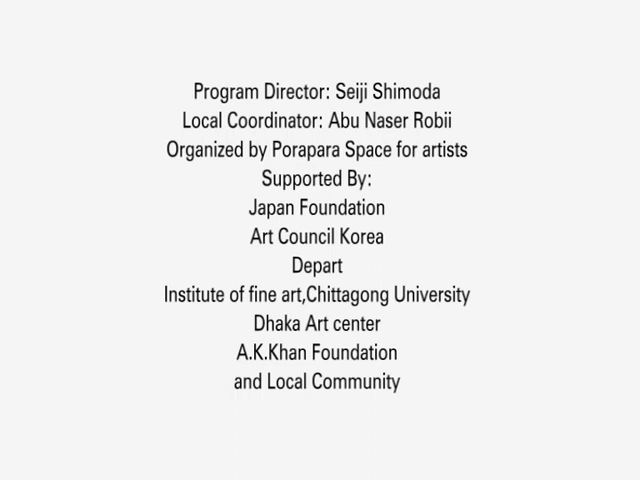 Program Director: Seiji Shimoda
Local Coordinator: Abu Naser Robii
Organized by Porapara Space for artists
Supported By:
Japan Foundation
Art Council Korea
Depart
Institute of fine art,Chittagong University
Dhaka Art center
A.K.Khan Foundation
and Local Community